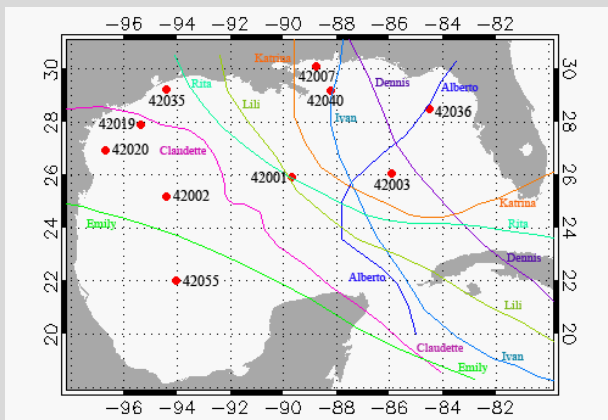 −96 −94 −92 −90 −88 −86 −84 −82
Katrina
30 Rita 42007 Dennis 30
42035 Lili 42040 Alberto
28 42019 Ivan 42036 28
42020 Claudette
26 42001 42003 26
42002 Katrina
24 Emily Rita 24
Dennis
22 42055 Alberto 22
Lili
20 Claudette 20
Emily Ivan
−96 −94 −92 −90 −88 −86 −84 −82